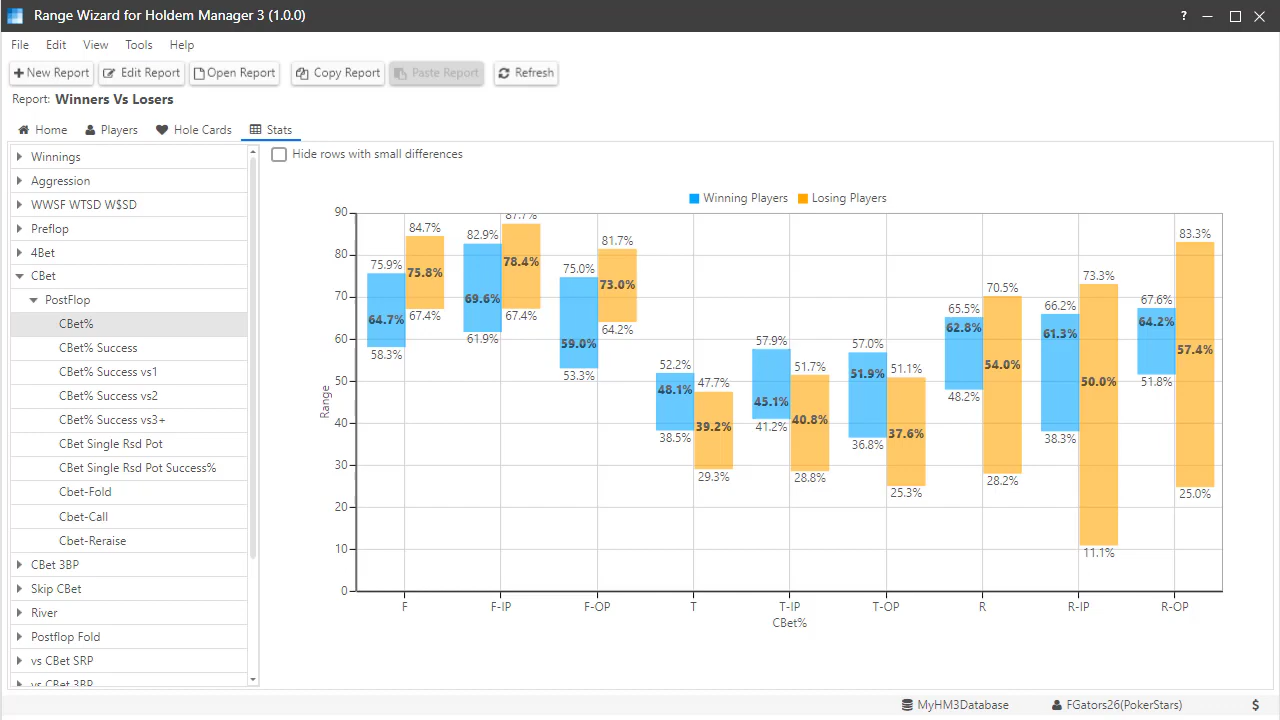 Range Wizard for Holdem Manager 3 (1.0.0)
?
File Edit View Tools Help
New Report Edit Report Open Report Copy Report Paste Report Refresh
Report: Winners Vs Losers
Home Players Hole Cards Stats
Winnings
Aggression
WWSF WTSD W$SD
Preflop
4Bet
CBet
PostFlop
CBet%
CBet% Success
CBet% Success vs1
CBet% Success vs2
CBet% Success vs3+
CBet Single Rsd Pot
CBet Single Rsd Pot Success%
Cbet-Fold
Cbet-Call
Cbet-Reraise
CBet 3BP
Skip CBet
River
Postflop Fold
vs CBet SRP
vs CBet 3BP
Hide rows with small differences
Winning Players Losing Players
Range
90
80
70
60
50
40
30
20
10
0
75.9% 64.7% 58.3%
84.7% 75.8% 67.4%
82.9% 69.6% 61.9%
87.7% 78.4% 67.4%
75.0% 59.0% 53.3%
81.7% 73.0% 64.2%
52.2% 48.1% 38.5%
47.7% 39.2% 29.3%
57.9% 45.1% 41.2%
51.7% 40.8% 28.8%
57.0% 51.9% 36.8%
51.1% 37.6% 25.3%
65.5% 62.8% 48.2%
70.5% 54.0% 28.2%
66.2% 61.3% 38.3%
73.3% 50.0% 11.1%
67.6% 64.2% 51.8%
83.3% 57.4% 25.0%
F F-IP F-OP T T-IP T-OP R R-IP R-OP
CBet%
MyHM3Database FGators26(PokerStars) $